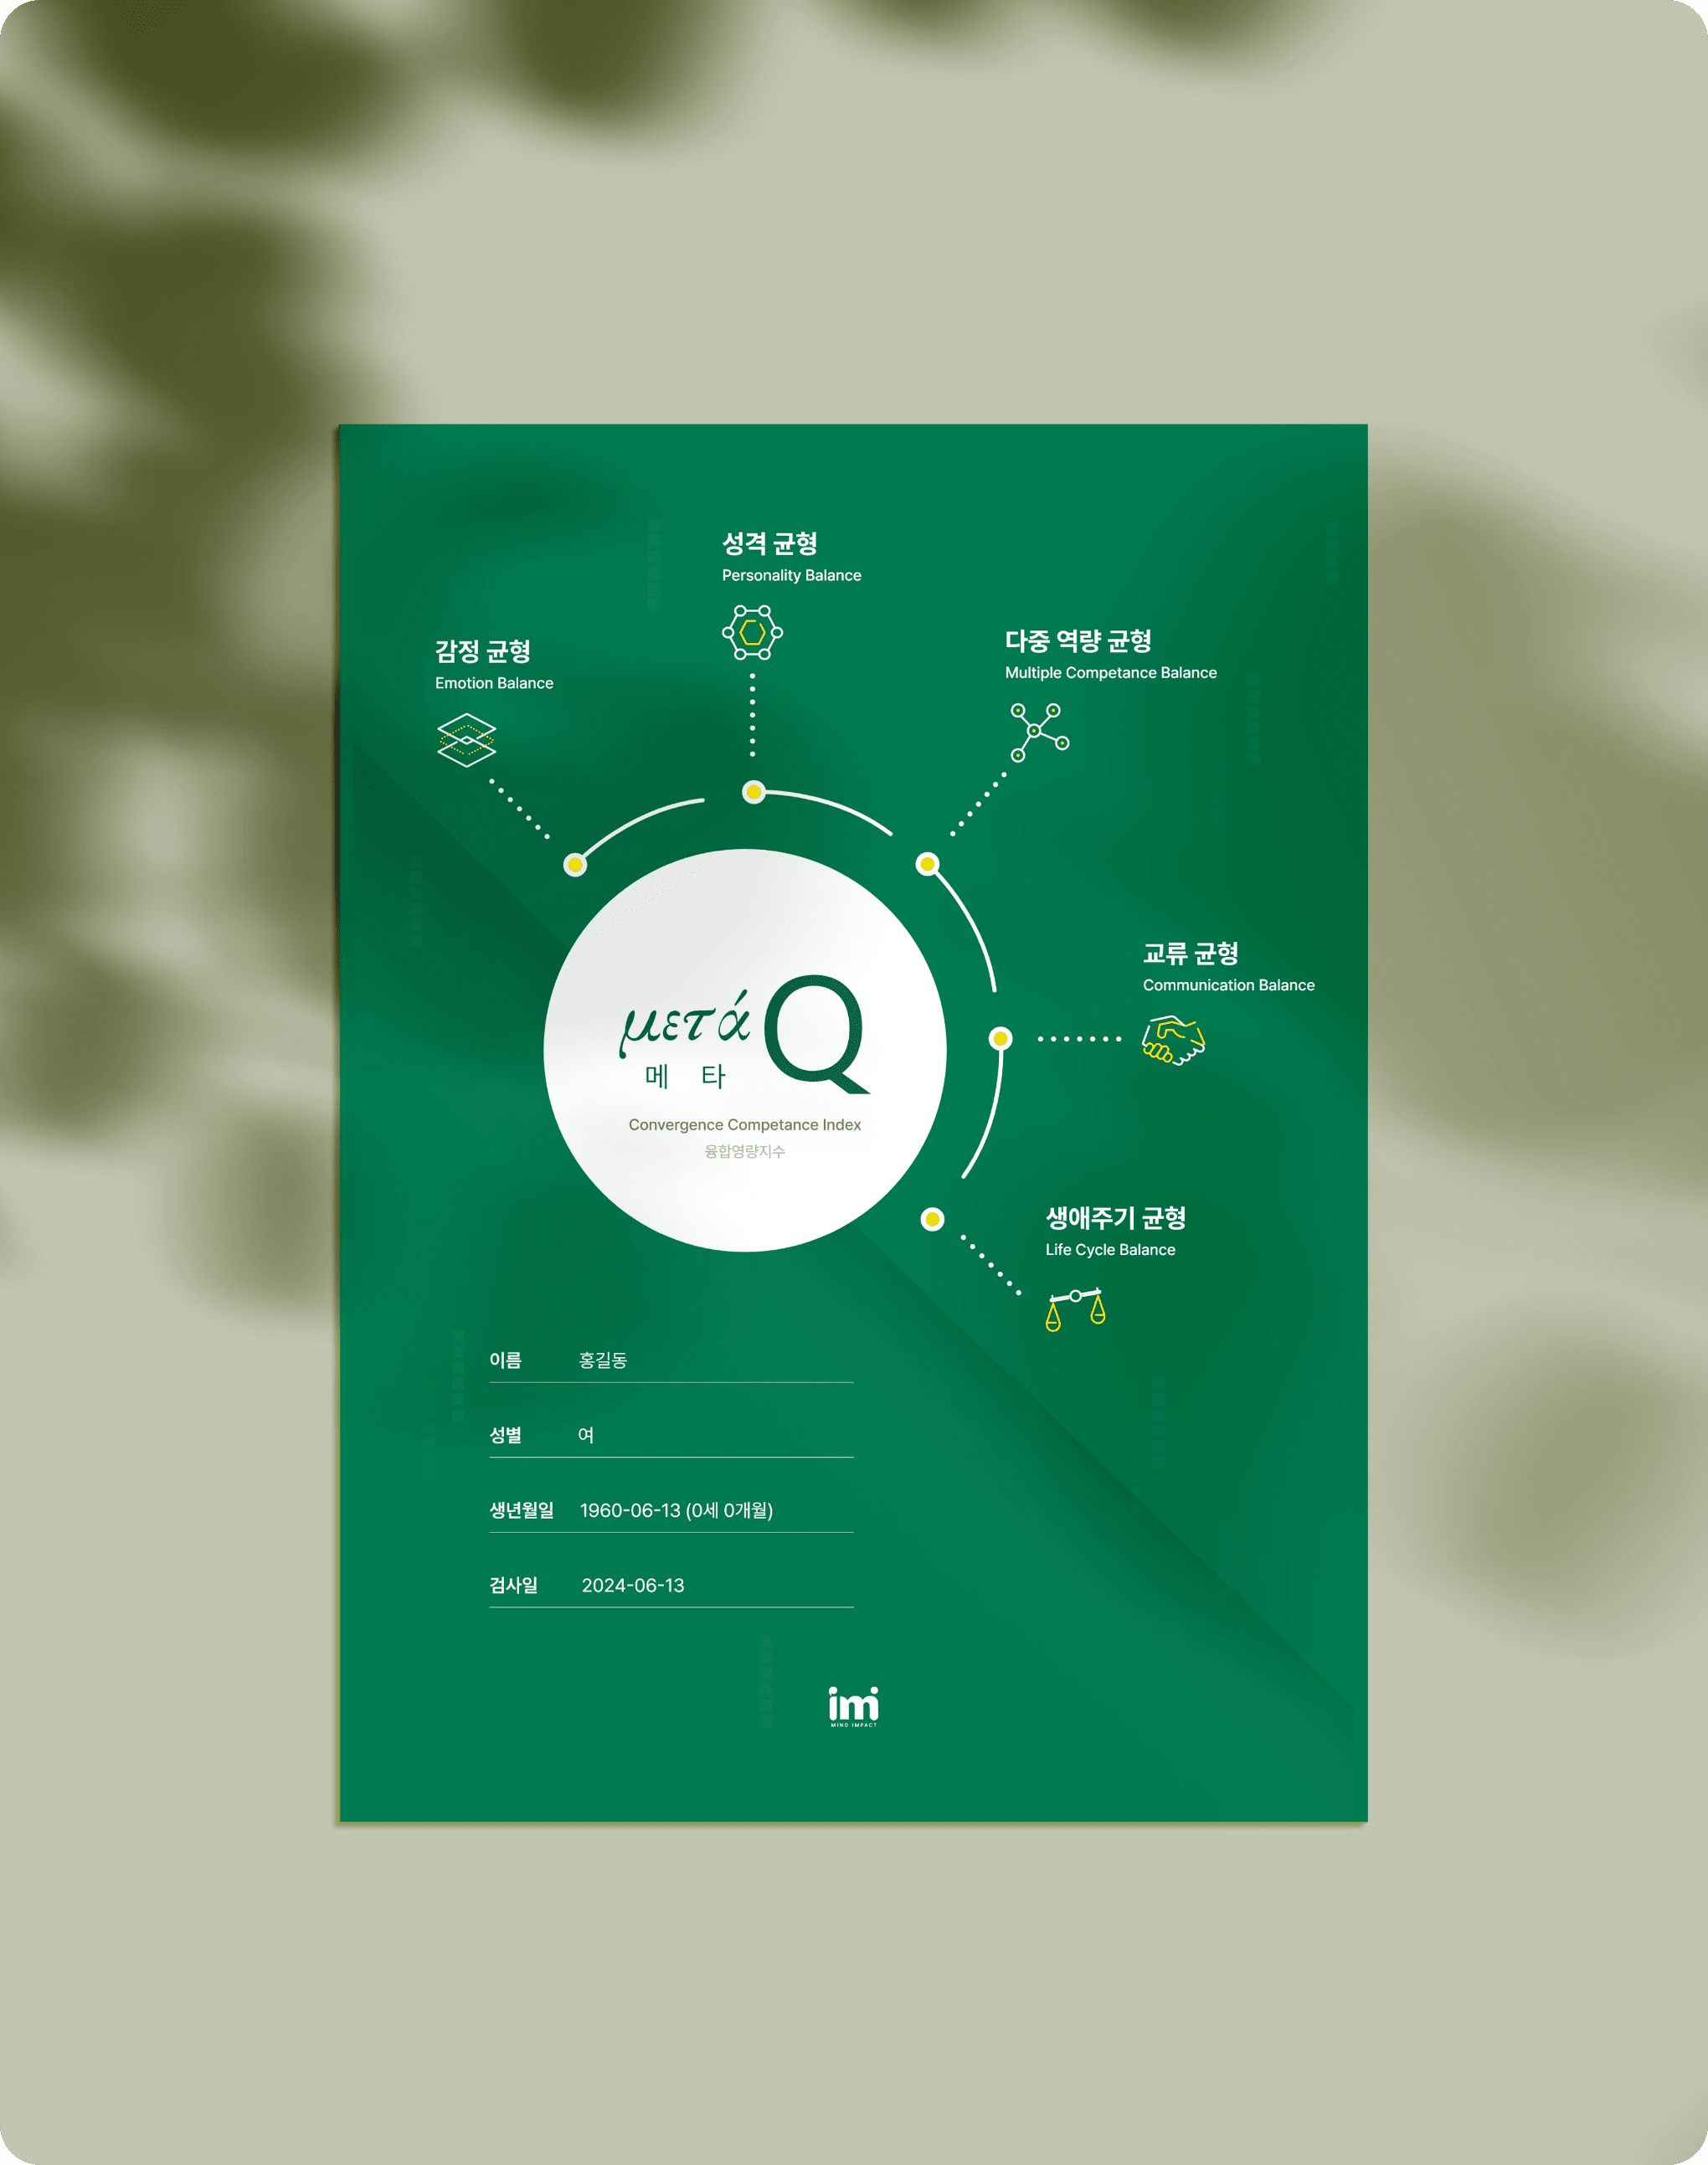 성격 균형
Personality Balance
감정 균형
Emotion Balance
다중 역량 균형
Multiple Competance Balance
교류 균형
Communication Balance
μετά Q
메 타
Convergence Competance Index
융합영량지수
생애주기 균형
Life Cycle Balance
이름 홍길동
성별 여
생년월일 1960-06-13 (0세 0개월)
검사일 2024-06-13
imi
MIND IMPACT